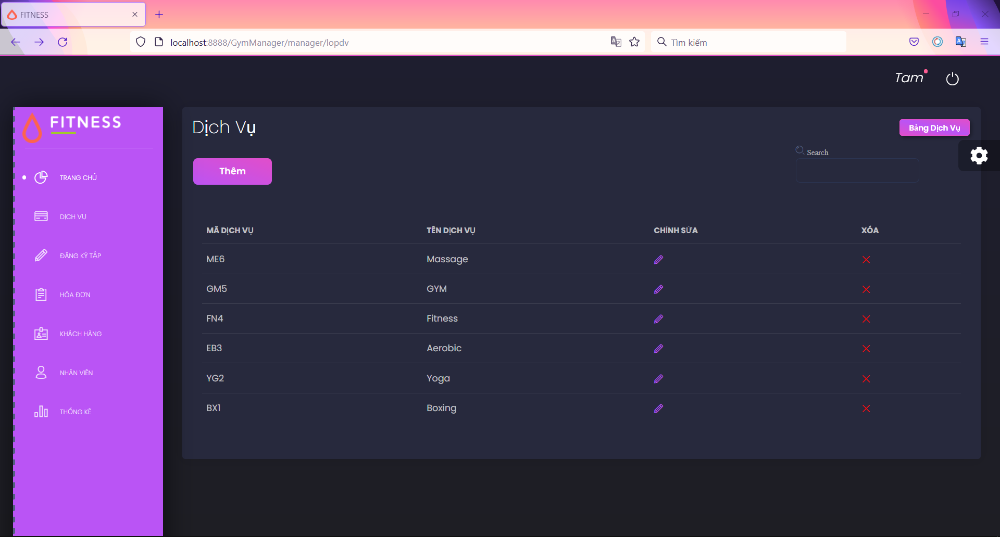 FITNESS
localhost:8888/GymManager/manager/lopdv
Tìm kiếm
Tam
FITNESS
TRANG CHỦ
DỊCH VỤ
ĐĂNG KÝ TẬP
HÓA ĐƠN
KHÁCH HÀNG
NHÂN VIÊN
THỐNG KÊ
Dịch Vụ
Bảng Dịch Vụ
Search
Thêm
MÃ DỊCH VỤ TÊN DỊCH VỤ CHỈNH SỬA XÓA
ME6 Massage
GM5 GYM
FN4 Fitness
EB3 Aerobic
YG2 Yoga
BX1 Boxing